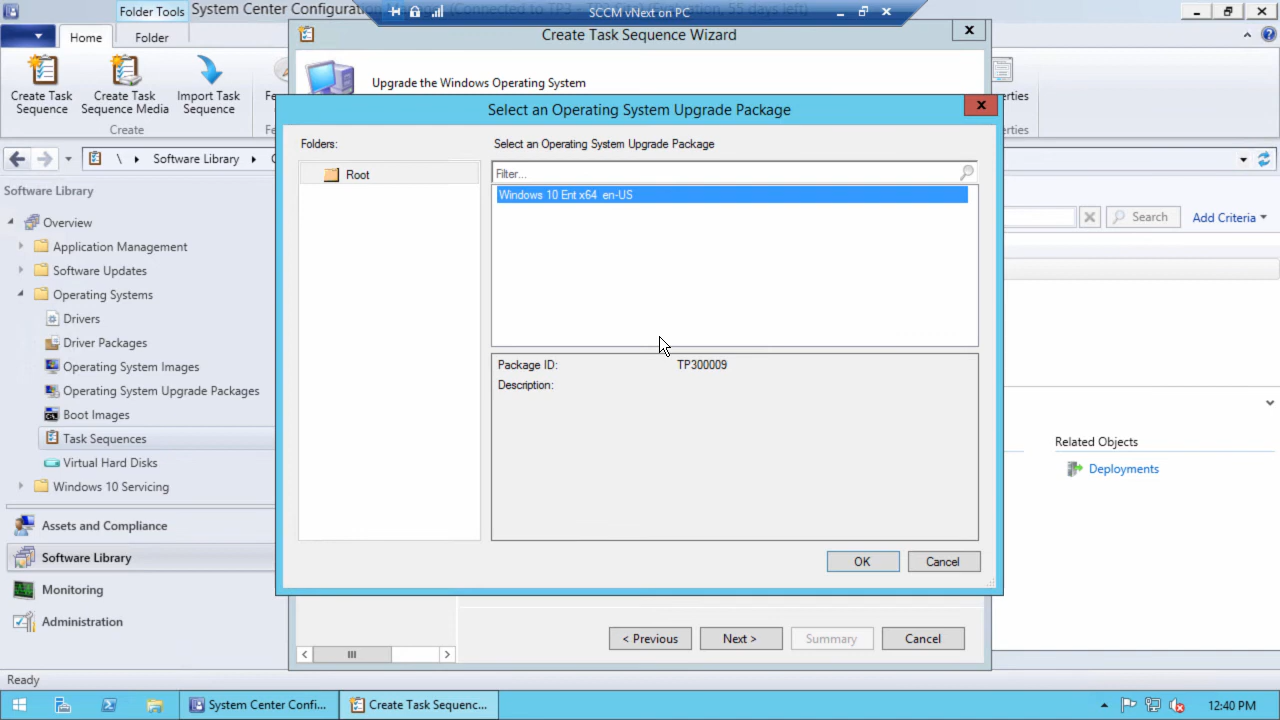 Folder Tools
System Center Configuration
(Connected to TP3 -
55 days left)
SCCM vNext on PC
Home
Folder
Create Task Sequence Wizard
Create Task
Sequence
Create Task
Sequence Media
Import Task
Sequence
Create
Upgrade the Windows Operating System
Select an Operating System Upgrade Package
\
Software Library
Folders:
Select an Operating System Upgrade Package
Root
Filter...
Windows 10 Ent x64 en-US
Software Library
Search
Add Criteria
Overview
Application Management
Software Updates
Operating Systems
Drivers
Driver Packages
Operating System Images
Operating System Upgrade Packages
Boot Images
Task Sequences
Virtual Hard Disks
Windows 10 Servicing
Package ID:
TP300009
Description:
Related Objects
Deployments
OK
Cancel
Assets and Compliance
Software Library
Monitoring
Administration
< Previous
Next >
Summary
Cancel
Ready
System Center Confi...
Create Task Sequenc...
12:40 PM